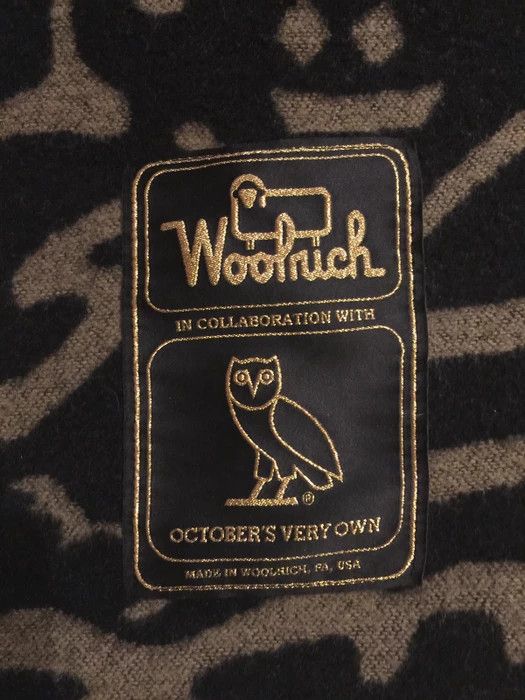 Woolrich
IN COLLABORATION WITH
®
OCTOBER'S VERY OWN
MADE IN WOOLRICH, PA, USA